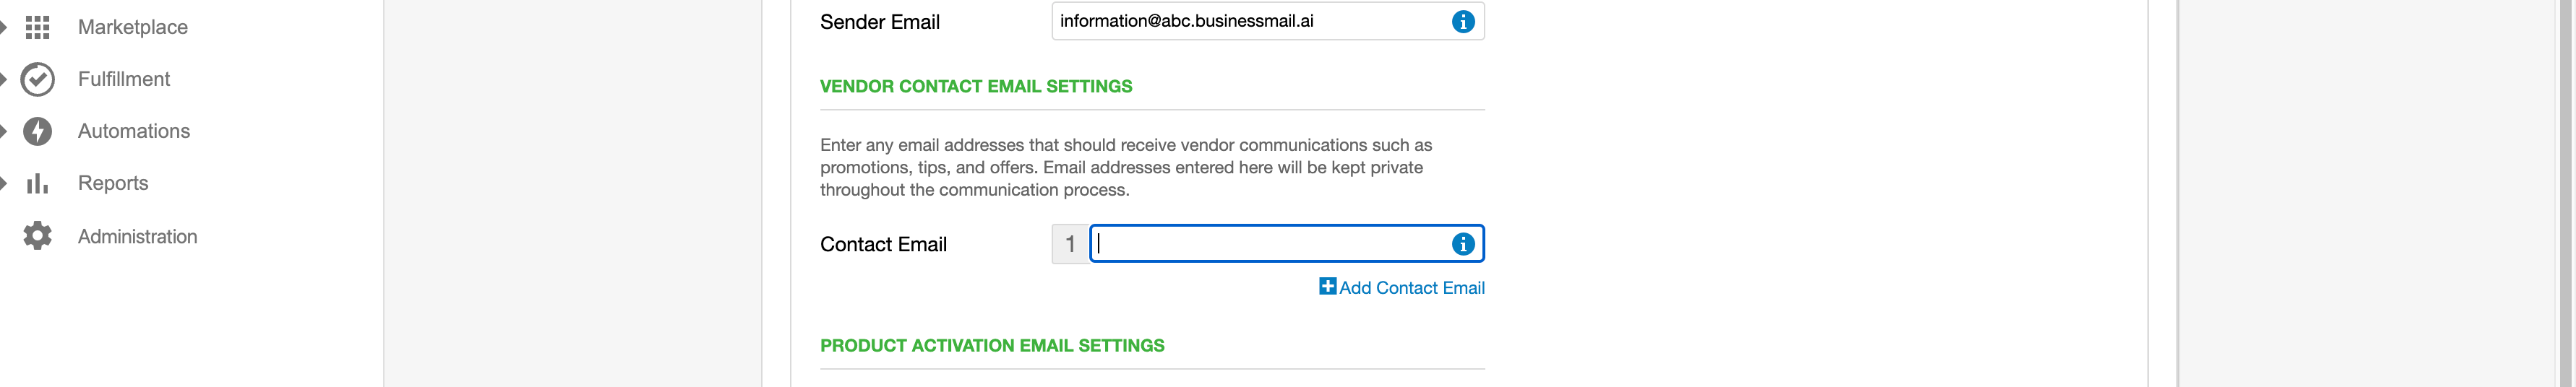 Marketplace
Fulfillment
Automations
Reports
Administration
Sender Email
information@abc.businessmail.ai
VENDOR CONTACT EMAIL SETTINGS
Enter any email addresses that should receive vendor communications such as
promotions, tips, and offers. Email addresses entered here will be kept private
throughout the communication process.
Contact Email
1
Add Contact Email
PRODUCT ACTIVATION EMAIL SETTINGS